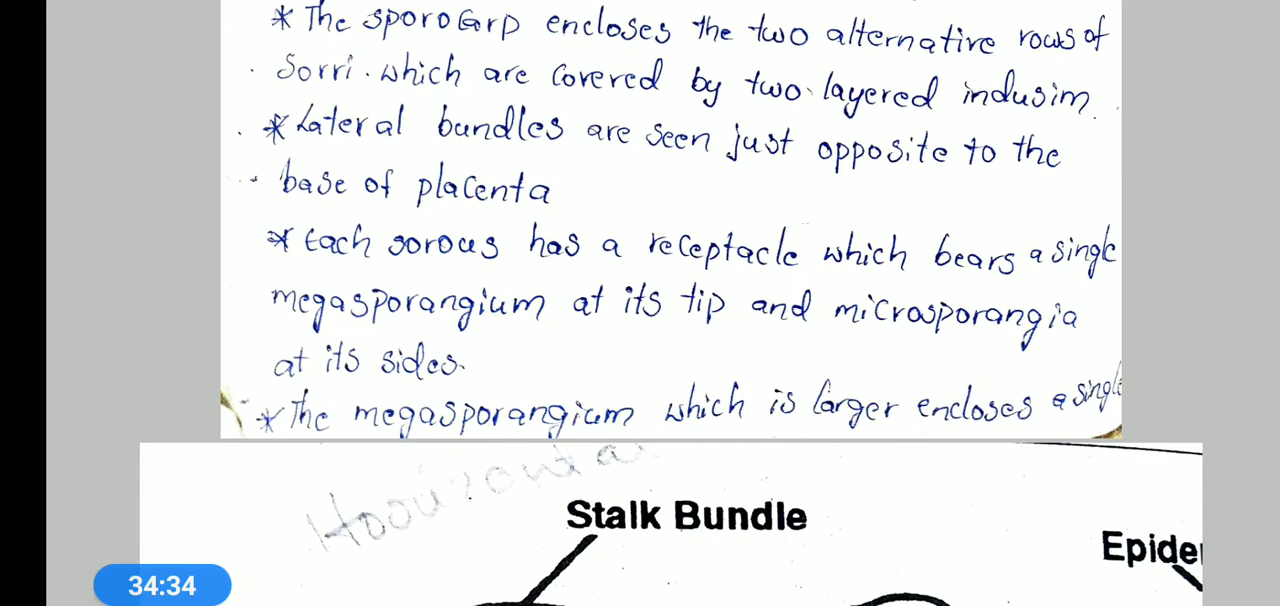 * The sporocarp encloses the two alternative rows of
Sorri. which are covered by two layered indusim.
* Lateral bundles are seen just opposite to the
base of placenta
* Each sorous has a receptacle which bears a single
megasporangium at its tip and microsporangia
at its sides.
* The megasporangium which is larger encloses a single
Hoorizonta
Stalk Bundle
Epide
34:34